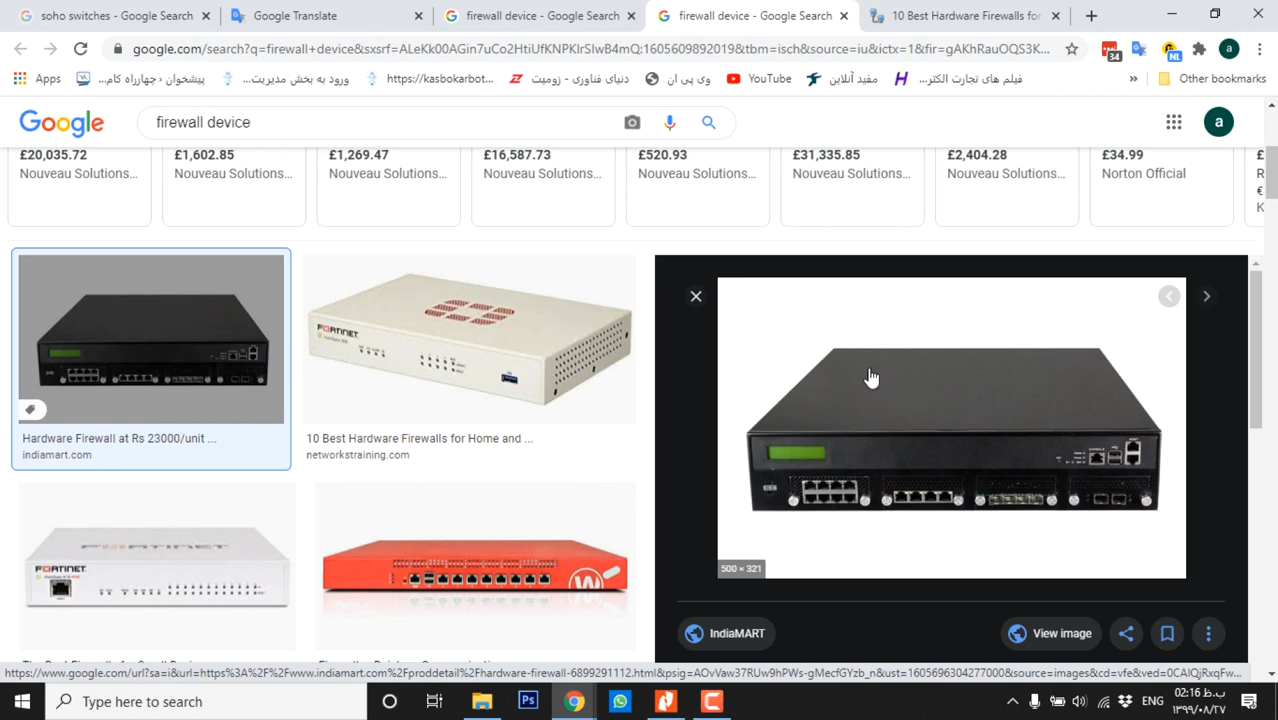 soho switches - Google Search
Google Translate
firewall device - Google Search
firewall device - Google Search
10 Best Hardware Firewalls for
google.com/search?q=firewall+device&sxsrf=ALeKk00AGin7uCo2HtiUfKNPKIrSlwB4mQ:1605609892019&tbm=isch&source=iu&ictx=1&fir=gAKhRauOQS3K...
a
34
NL
Apps
پیشخوان ‹ چهارراه کام...
ورود به بخش مدیریت...
https://kasbokarbot...
دنیای فناوری - زومیت
وی پی ان
YouTube
مفید آنلاین
فیلم های تجارت الکتر...
»
Other bookmarks
Google
firewall device
a
£20,035.72
£1,602.85
£1,269.47
£16,587.73
£520.93
£31,335.85
£2,404.28
£34.99
£
Nouveau Solutions...
Nouveau Solutions...
Nouveau Solutions...
Nouveau Solutions...
Nouveau Solutions...
Nouveau Solutions...
Nouveau Solutions...
Norton Official
R
€
K
FORTINET
Hardware Firewall at Rs 23000/unit ...
indiamart.com
10 Best Hardware Firewalls for Home and ...
networkstraining.com
FORTINET
FORTINET
W
500 × 321
IndiaMART
View image
https://www.google.com/url?sa=i&url=https%3A%2F%2Fwww.indiamart.com%2Fproddetail%2Fhardware-firewall-6899291112.html&psig=AOvVaw37RUw9hPWs-gMecfGYzb_n&ust=1605696304277000&source=images&cd=vfe&ved=0CAIQjRxqFw...
Type here to search
Ps
ENG
02:16 ب.ظ
۱۳۹۹/۰۸/۲۷